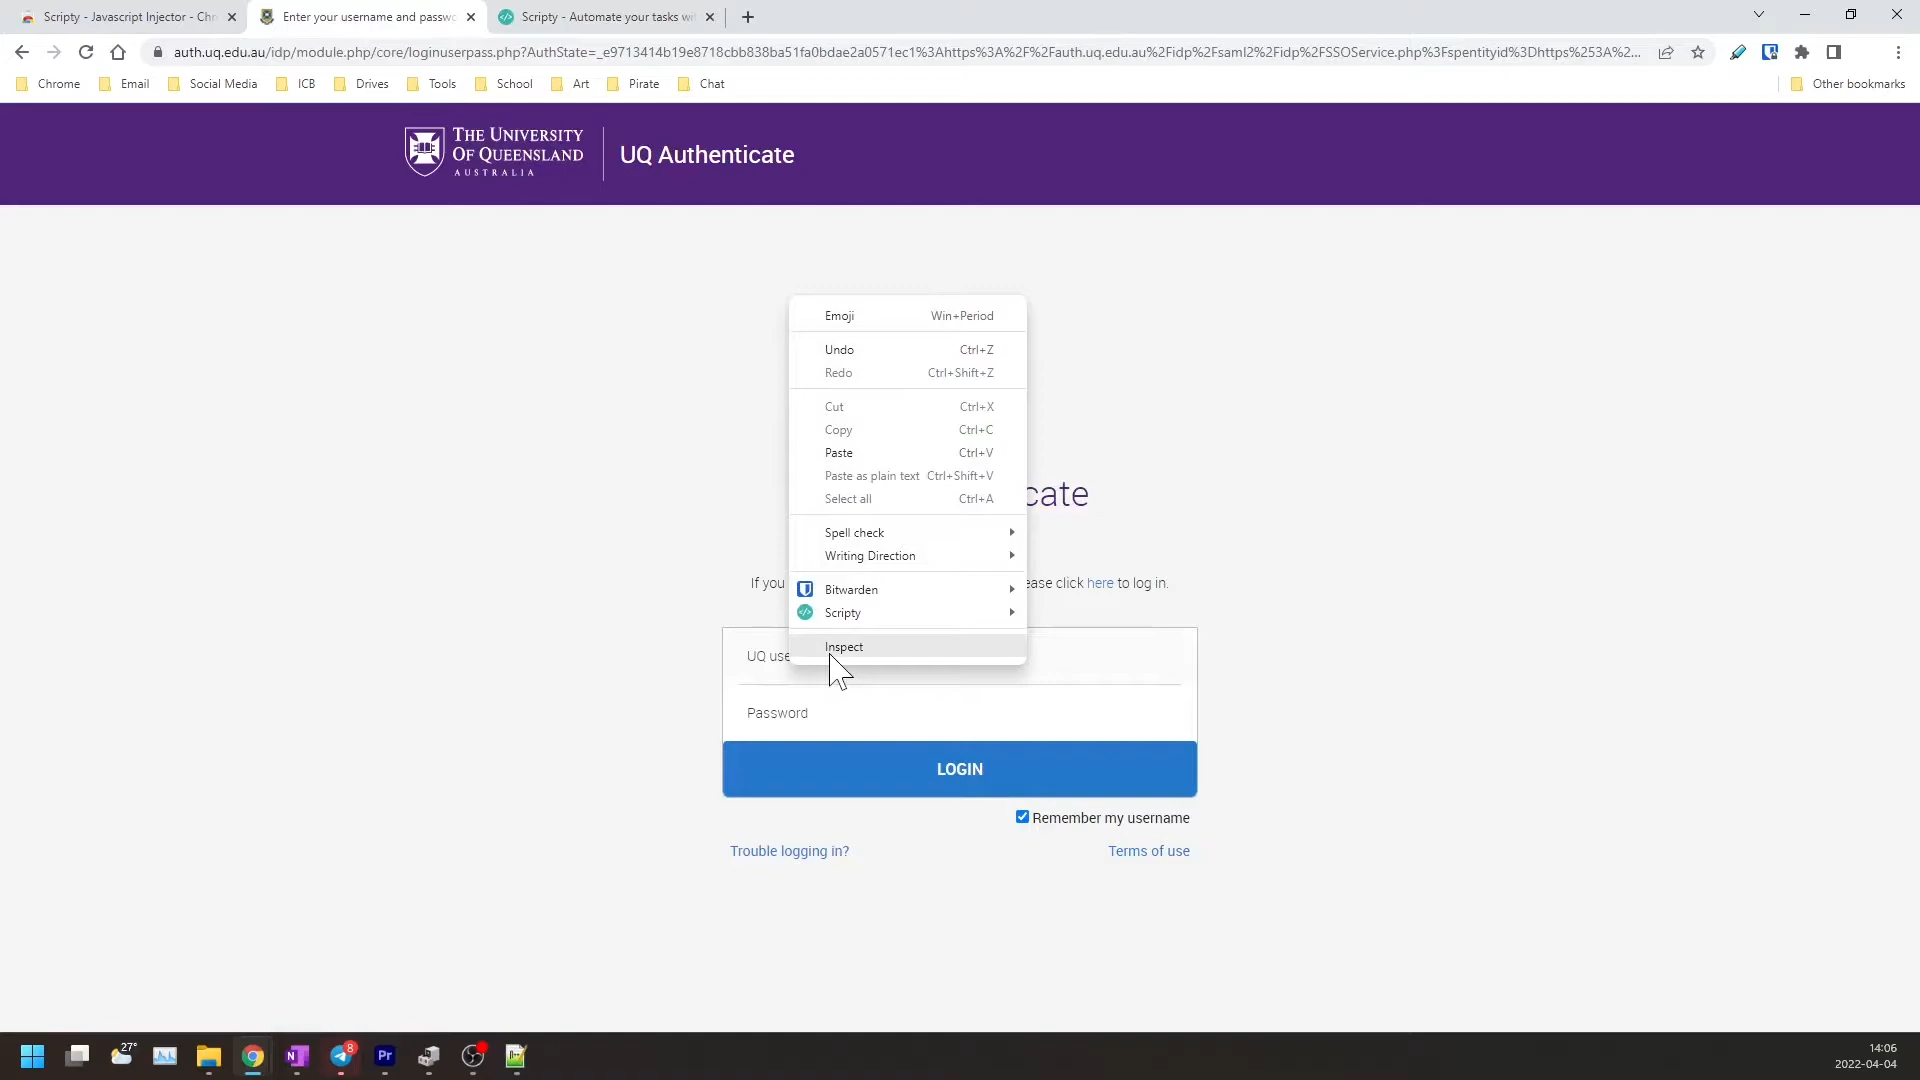 Scripty - Javascript Injector - Chr
Enter your username and passwo
Scripty - Automate your tasks wi
auth.uq.edu.au/idp/module.php/core/loginuserpass.php?AuthState=_e9713414b19e8718cbb838ba51fa0bdae2a0571ec1%3Ahttps%3A%2F%2Fauth.uq.edu.au%2Fidp%2Fsaml2%2Fidp%2FSSOService.php%3Fspentityid%3Dhttps%253A%2...
Chrome
Email
Social Media
ICB
Drives
Tools
School
Art
Pirate
Chat
Other bookmarks
THE UNIVERSITY
OF QUEENSLAND
AUSTRALIA
UQ Authenticate
Emoji Win+Period
Undo Ctrl+Z
Redo Ctrl+Shift+Z
Cut Ctrl+X
Copy Ctrl+C
Paste Ctrl+V
Paste as plain text Ctrl+Shift+V
Select all Ctrl+A
cate
Spell check
Writing Direction
If you
ease click here to log in.
Bitwarden
Scripty
Inspect
UQ use
Password
LOGIN
Remember my username
Trouble logging in?
Terms of use
27°
N
8
Pr
14:06
2022-04-04